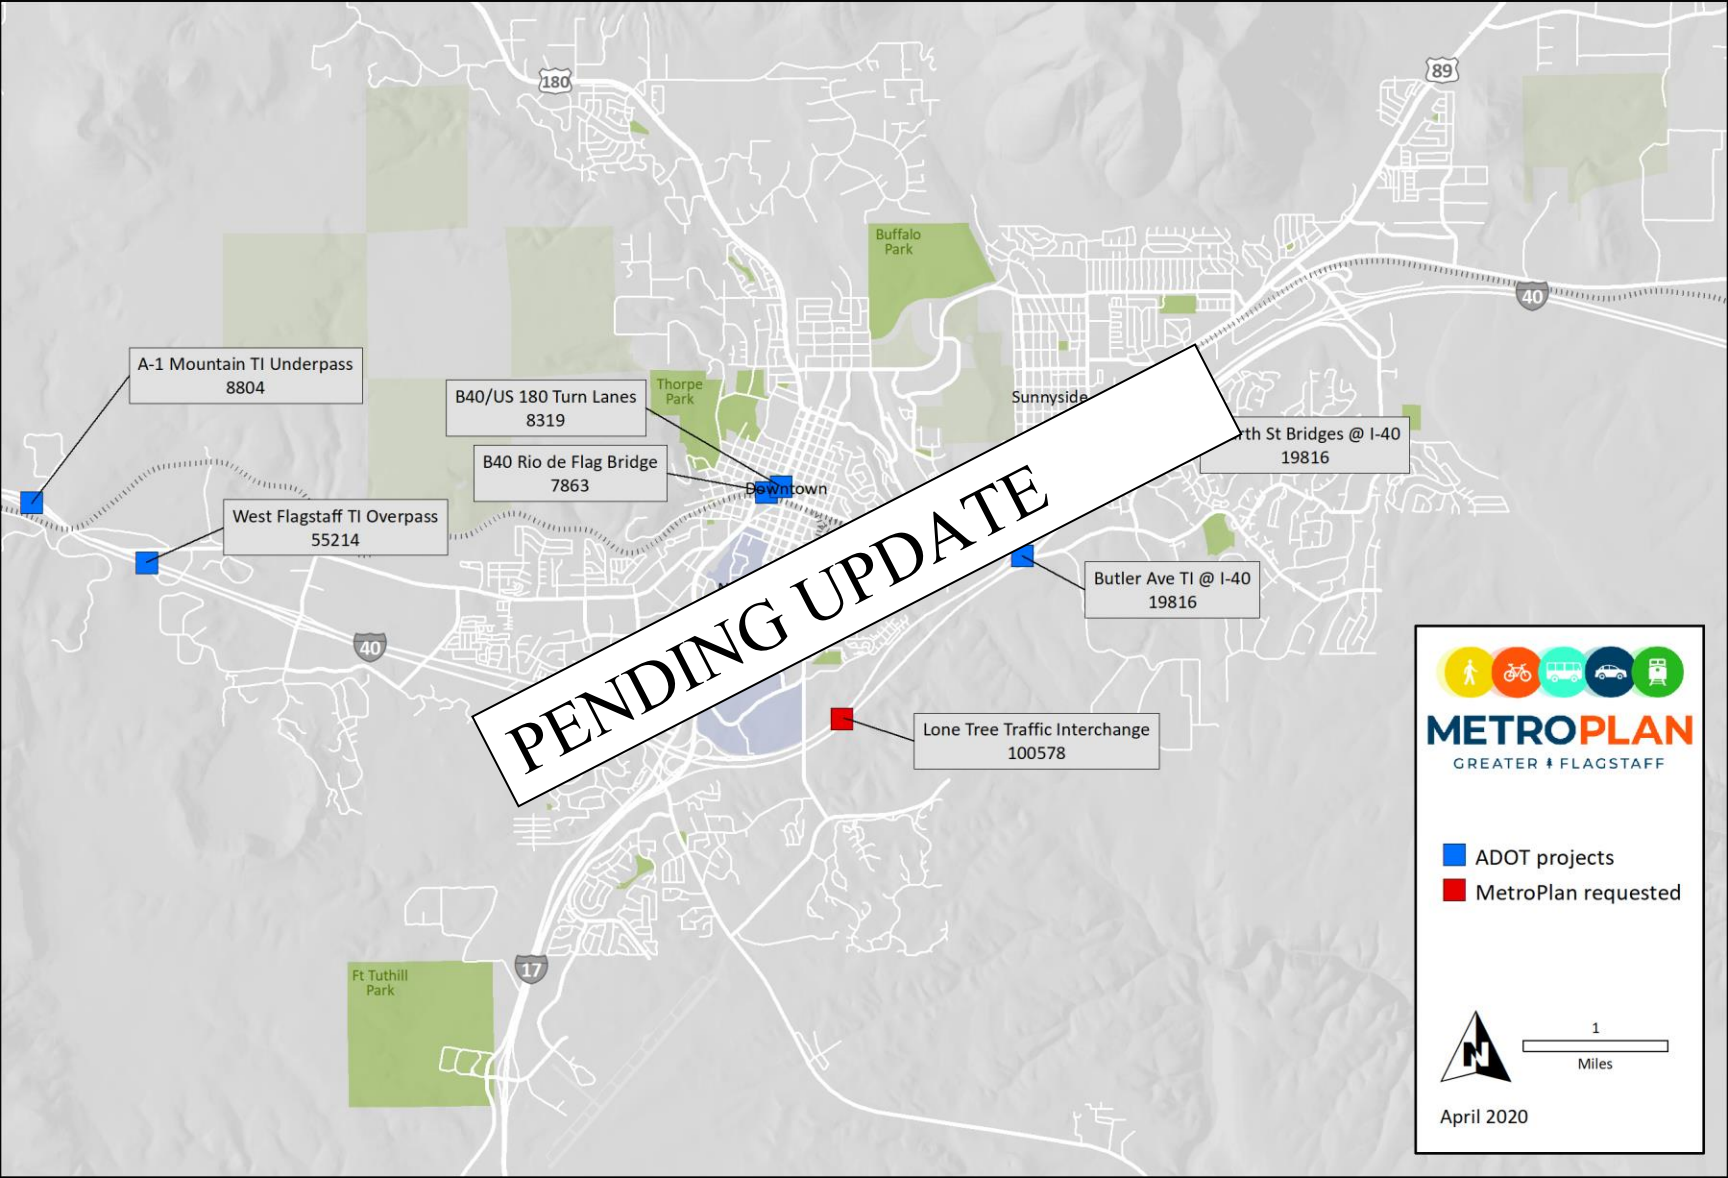 180
89
Buffalo
Park
40
A-1 Mountain TI Underpass
8804
B40/US 180 Turn Lanes
8319
Thorpe
Park
Sunnyside
St Bridges @ I-40
19816
B40 Rio de Flag Bridge
7863
Downtown
West Flagstaff TI Overpass
55214
PENDING UPDATE
Butler Ave TI @ I-40
19816
40
Lone Tree Traffic Interchange
100578
17
Ft Tuthill
Park
METROPLAN
GREATER FLAGSTAFF
ADOT projects
MetroPlan requested
N
1
Miles
April 2020